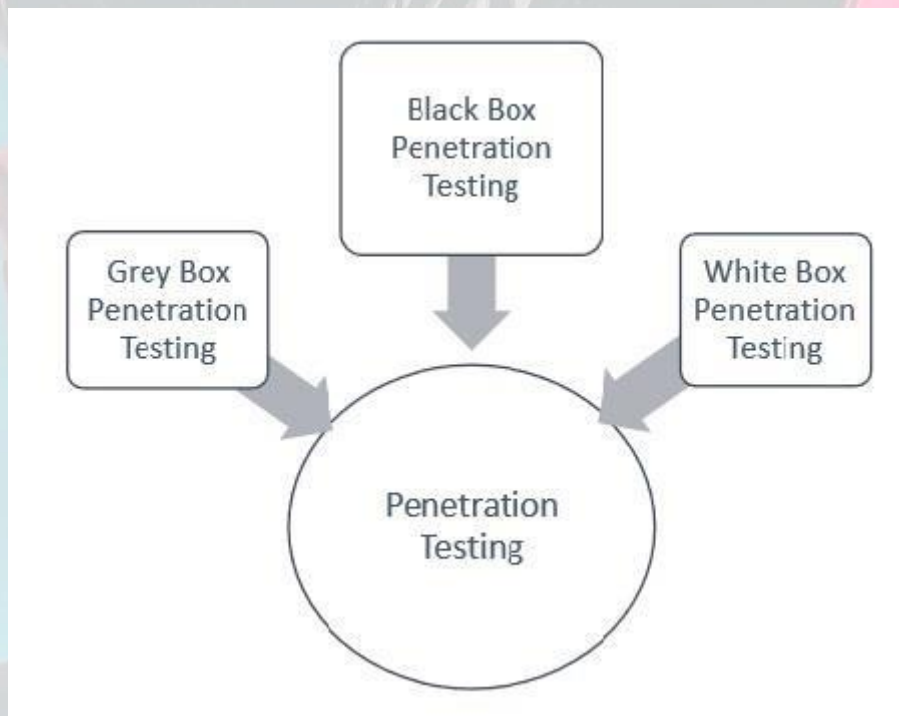 Black Box
Penetration
Testing
Grey Box
Penetration
Testing
White Box
Penetration
Testing
Penetration
Testing